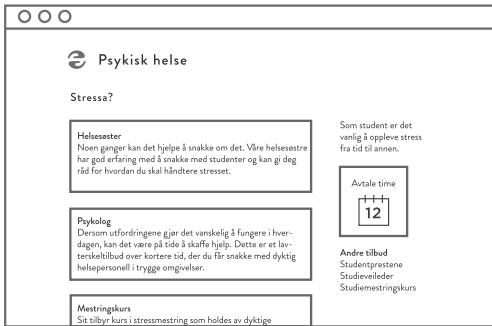 Psykisk helse
Stressa?
Helsesøster
Noen ganger kan det hjelpe å snakke om det. Våre helsesøstre
har god erfaring med å snakke med studenter og kan gi deg
råd for hvordan du skal håndtere stresset.
Psykolog
Dersom utfordringene gjør det vanskelig å fungere i hver-
dagen, kan det være på tide å skaffe hjelp. Dette er et lav-
terskeltilbud over kortere tid, der du får snakke med dyktig
helsepersonell i trygge omgivelser.
Mestringskurs
Sit tilbyr kurs i stressmestring som holdes av dyktige
Som student er det
vanlig å oppleve stress
fra tid til annen.
Avtale time
12
Andre tilbud
Studentprestene
Studieveileder
Studiemestringskurs